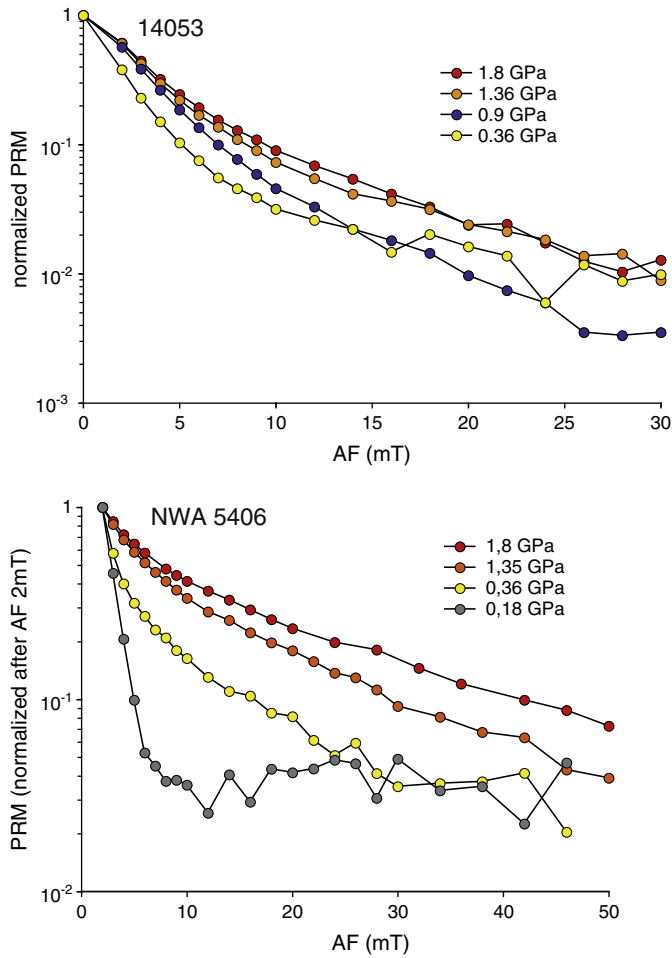 14053
1
10-1
10-2
10-3
normalized PRM
1.8 GPa
1.36 GPa
0.9 GPa
0.36 GPa
0 5 10 15 20 25 30
AF (mT)
NWA 5406
1
10-1
10-2
PRM (normalized after AF 2mT)
1,8 GPa
1,35 GPa
0,36 GPa
0,18 GPa
0 10 20 30 40 50
AF (mT)